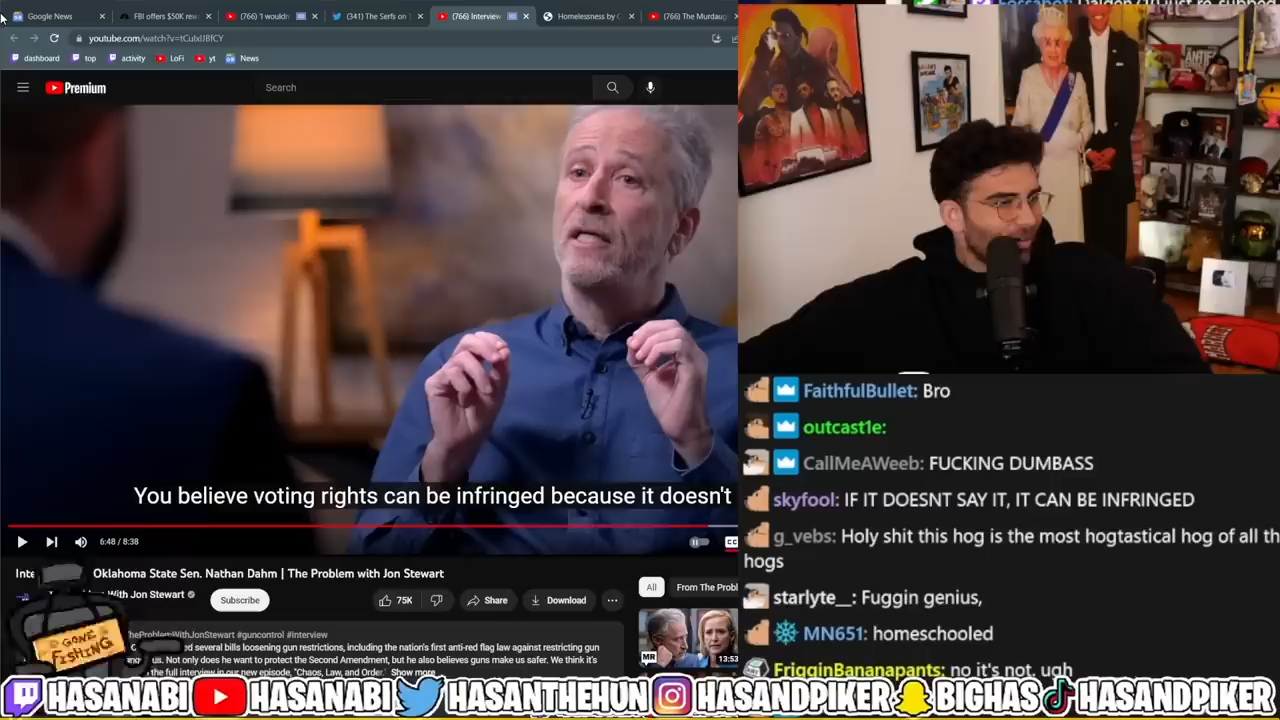 Google News
FBI offers $50K rew
(766) 'I wouldn
(341) The Serfs on
(766) Interview
Homelessness by C
(766) The Murdaug
youtube.com/watch?v=tCuIxIJBfCY
dashboard
top
activity
LoFi
yt
News
Premium
Search
You believe voting rights can be infringed because it doesn't
6:48 / 8:38
CC
Oklahoma State Sen. Nathan Dahm | The Problem with Jon Stewart
With Jon Stewart
Subscribe
75K
Share
Download
All
From The Probl
13:53
theProblemWithJonStewart #guncontrol #Interview
ed several bills loosening gun restrictions, including the nation's first anti-red flag law against restricting gun
us. Not only does he want to protect the Second Amendment, but he also believes guns make us safer. We think it's
the full interview in our new episode, "Chaos, Law, and Order." Show more
GONE
FISHING
FaithfulBullet: Bro
outcast1e:
CallMeAWeeb: FUCKING DUMBASS
skyfool: IF IT DOESNT SAY IT, IT CAN BE INFRINGED
g_vebs: Holy shit this hog is the most hogtastical hog of all th
hogs
starlyte__: Fuggin genius,
MN651: homeschooled
FrigginBananapants: no it's not. ugh
HASANABI
HASANABI
HASANTHEHUN
HASANDPIKER
BIGHAS
HASANDPIKER